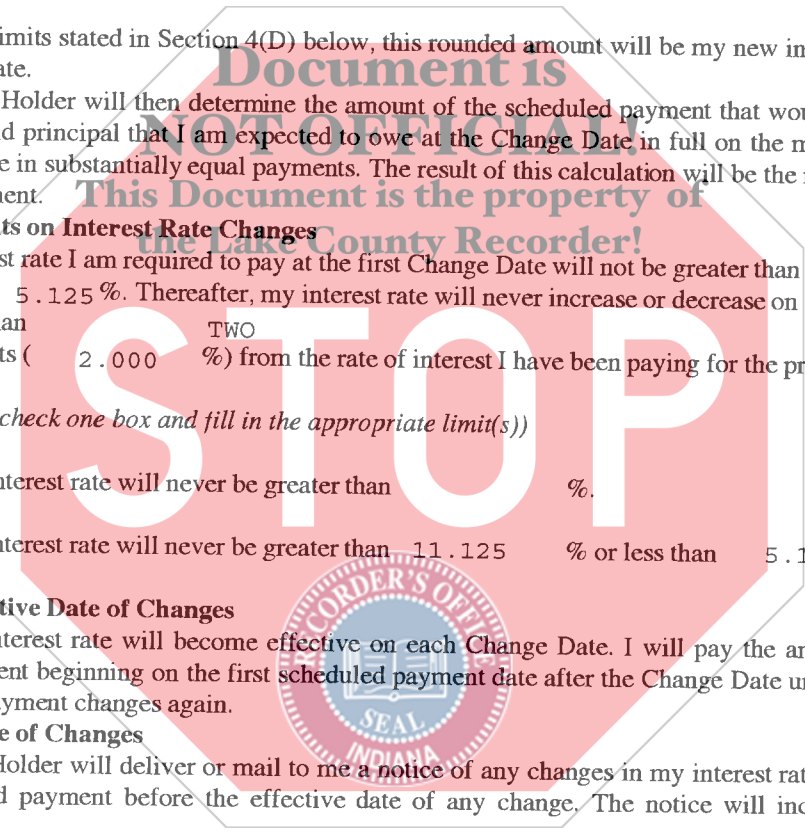 imits stated in Section 4(D) below, this rounded amount will be my new in
ate.
Document is
Holder will then determine the amount of the scheduled payment that wou
d principal that I am expected to owe at the Change Date in full on the m
NOT OFFICIAL!
e in substantially equal payments. The result of this calculation will be the
ment.
This Document is the property of
ts on Interest Rate Changes
the Lake County Recorder!
st rate I am required to pay at the first Change Date will not be greater than
5.125 %. Thereafter, my interest rate will never increase or decrease on
an TWO
ts ( 2.000 %) from the rate of interest I have been paying for the pr
STOP
check one box and fill in the appropriate limit(s))
nterest rate will never be greater than %.
nterest rate will never be greater than 11.125 % or less than 5.1
tive Date of Changes
nterest rate will become effective on each Change Date. I will pay the am
ent beginning on the first scheduled payment date after the Change Date un
yment changes again.
RECORDER'S OFFICE
SEAL
INDIANA
e of Changes
Holder will deliver or mail to me a notice of any changes in my interest rat
d payment before the effective date of any change. The notice will inc